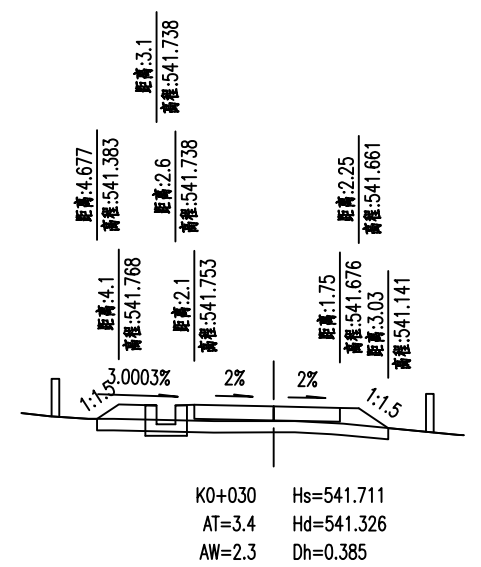 距离:3.1
高程:541.738
距离:4.677
高程:541.383
距离:2.6
高程:541.738
距离:2.25
高程:541.661
距离:4.1
高程:541.768
距离:2.1
高程:541.753
距离:1.75
高程:541.676
距离:3.03
高程:541.141
1:1.5
3.0003%
2%
2%
1:1.5
K0+030
Hs=541.711
AT=3.4
Hd=541.326
AW=2.3
Dh=0.385